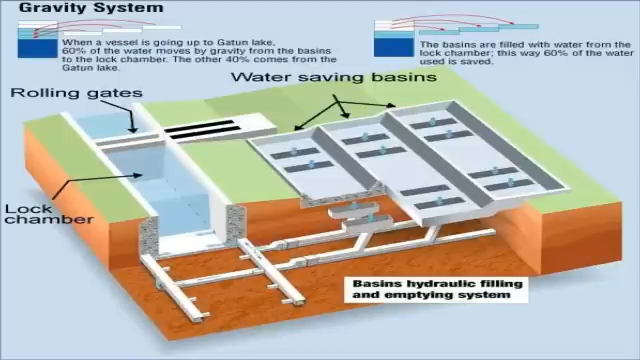 Gravity System
When a vessel is going up to Gatun lake,
60% of the water moves by gravity from the basins
to the lock chamber. The other 40% comes from the
Gatun lake.
The basins are filled with water from the
lock chamber; this way 60% of the water
used is saved.
Water saving basins
Rolling gates
Lock
chamber
Basins hydraulic filling
and emptying system